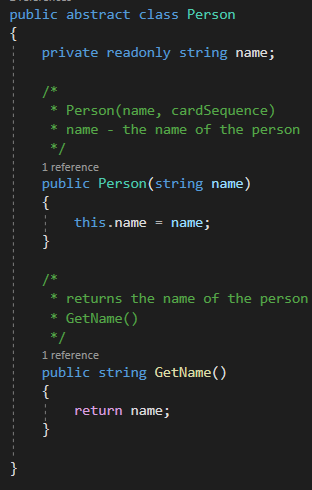 public abstract class Person
{
private readonly string name;
/*
* Person(name, cardSequence)
* name - the name of the person
*/
1 reference
public Person(string name)
{
this.name = name;
}
/*
* returns the name of the person
* GetName()
*/
1 reference
public string GetName()
{
return name;
}
}